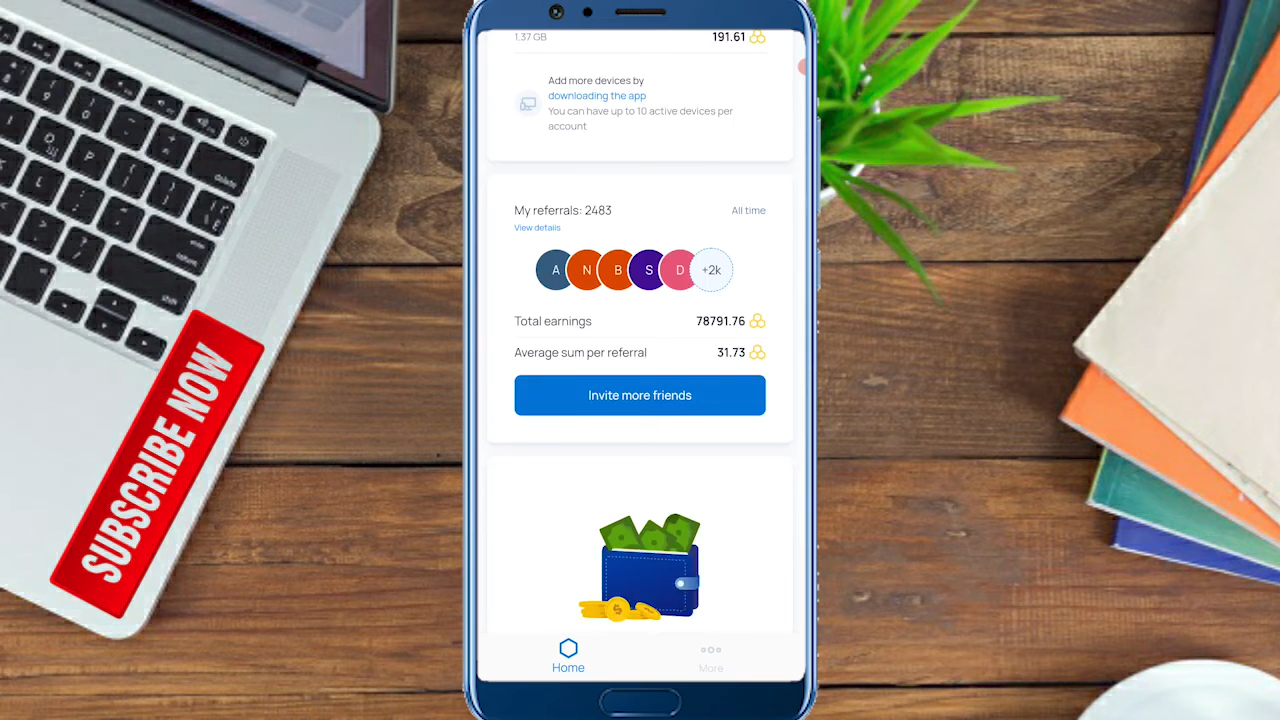 1.37 GB
191.61
Add more devices by
downloading the app
You can have up to 10 active devices per
account
My referrals: 2483
All time
View details
A
N
B
S
D
+2k
Total earnings
78791.76
Average sum per referral
31.73
Invite more friends
Home
More
SUBSCRIBE NOW
delete